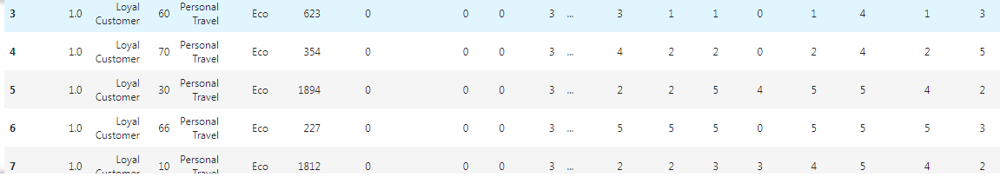 3 1.0 Loyal Customer 60 Personal Travel Eco 623 0 0 0 3 ... 3 1 1 0 1 4 1 3
4 1.0 Loyal Customer 70 Personal Travel Eco 354 0 0 0 3 ... 4 2 2 0 2 4 2 5
5 1.0 Loyal Customer 30 Personal Travel Eco 1894 0 0 0 3 ... 2 2 5 4 5 5 4 2
6 1.0 Loyal Customer 66 Personal Travel Eco 227 0 0 0 3 ... 5 5 5 0 5 5 5 3
7 1.0 Loyal Customer 10 Personal Travel Eco 1812 0 0 0 3 ... 2 2 3 3 4 5 4 2